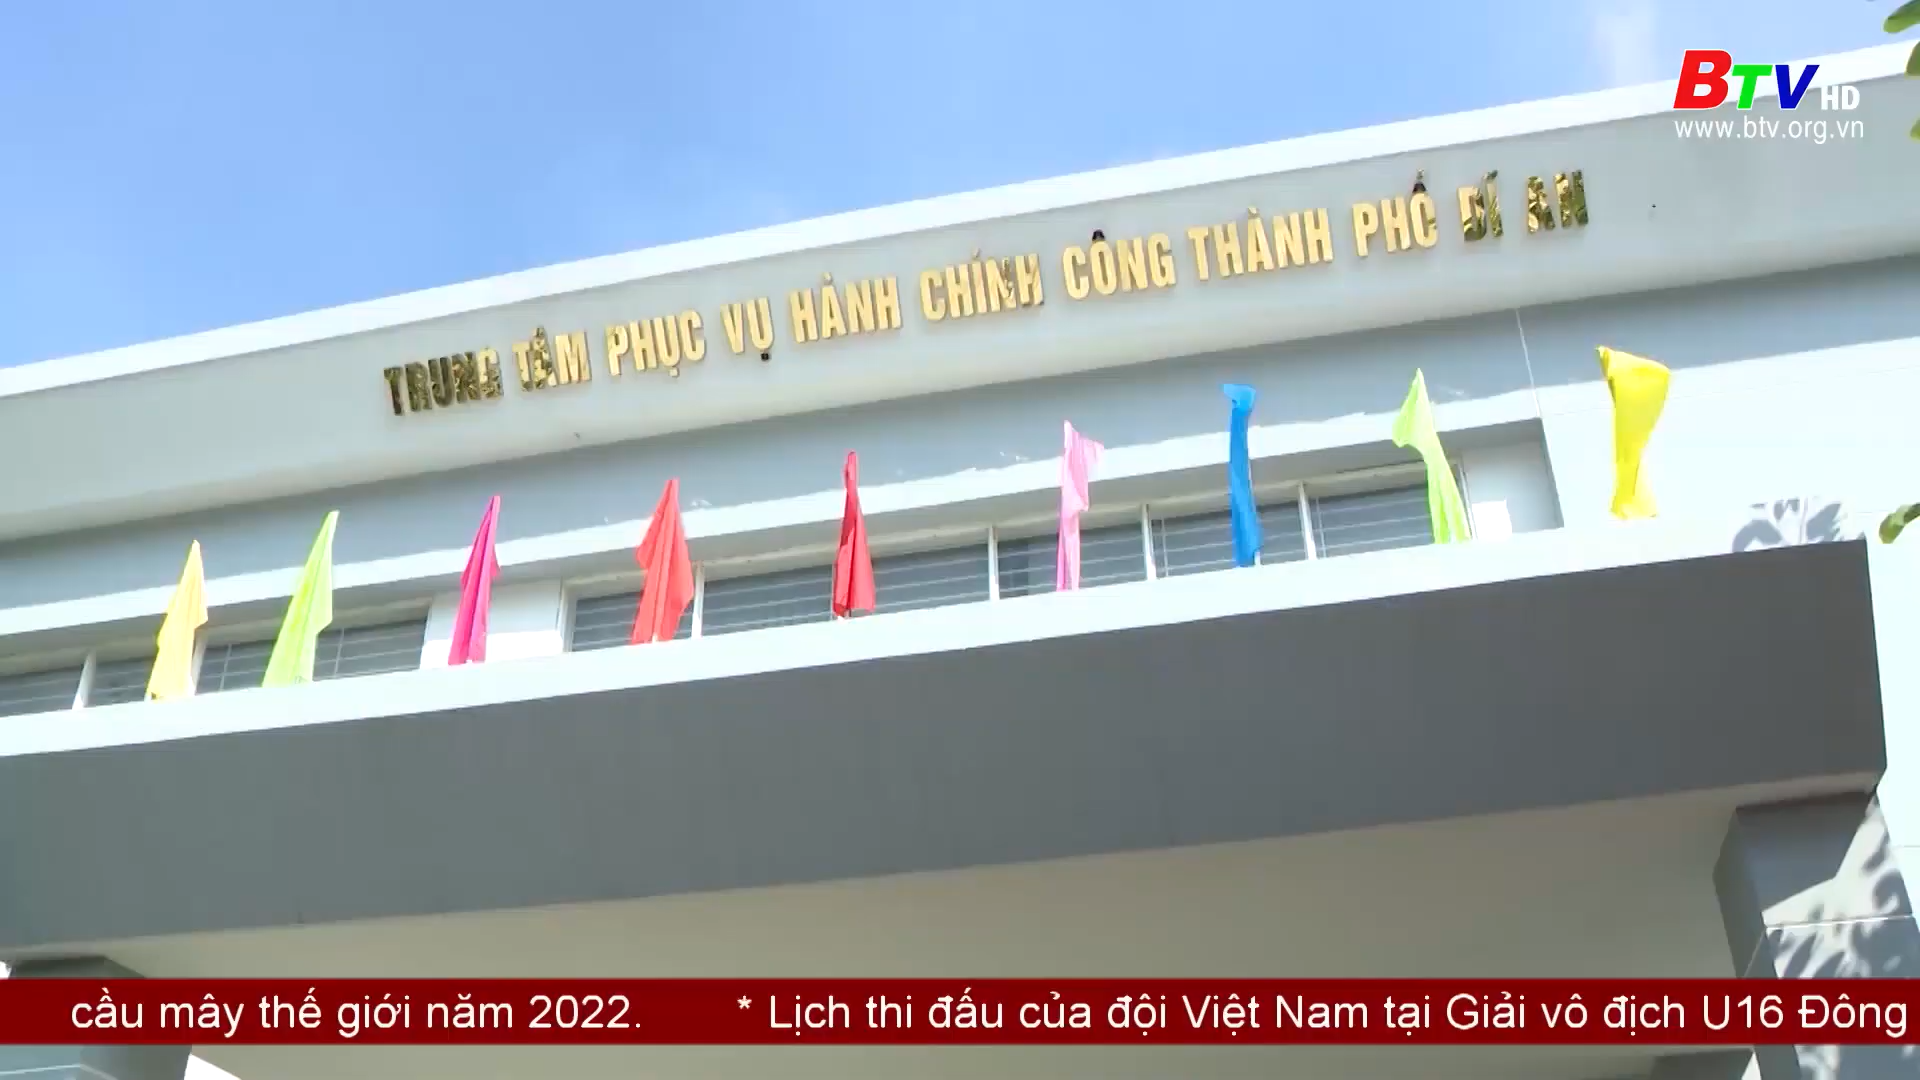 BTV HD
www.btv.org.vn
TRUNG TÂM PHỤC VỤ HÀNH CHÍNH CÔNG THÀNH PHỐ DĨ AN
cầu mây thế giới năm 2022. * Lịch thi đấu của đội Việt Nam tại Giải vô địch U16 Đông